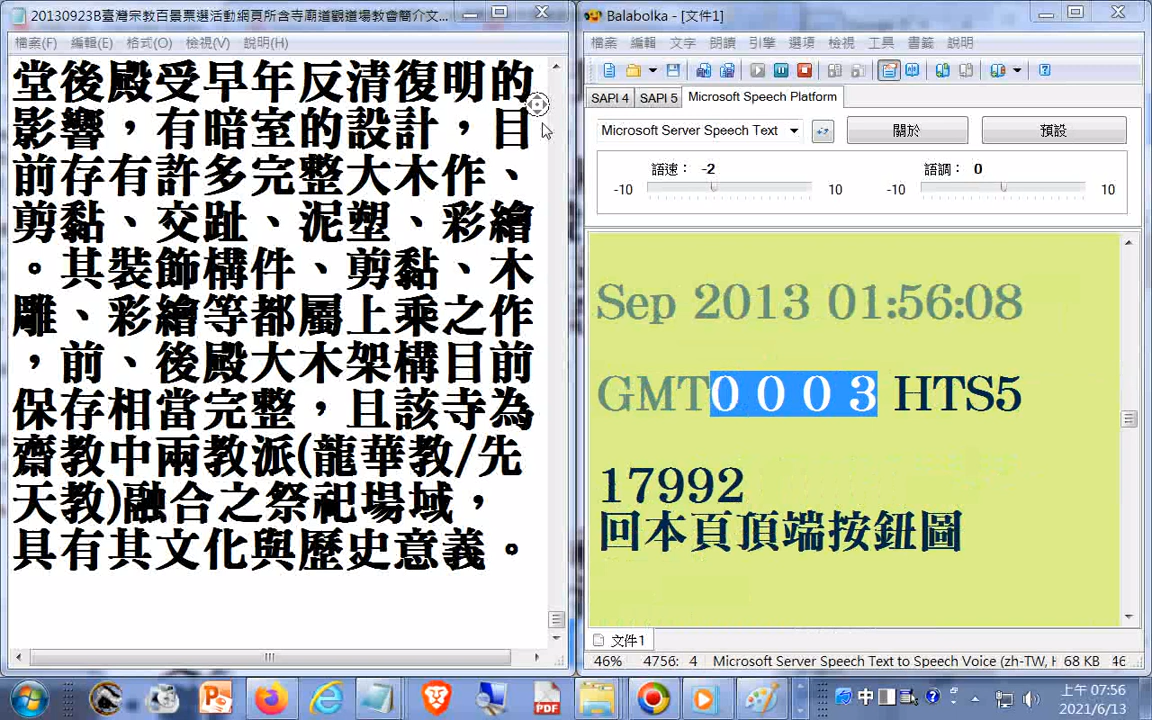 20130923B臺灣宗教百景票選活動網頁所含寺廟道觀道場教會簡介文...
檔案(F) 編輯(E) 格式(O) 檢視(V) 說明(H)
堂後殿受早年反清復明的
影響，有暗室的設計，目
前存有許多完整大木作、
剪黏、交趾、泥塑、彩繪
。其裝飾構件、剪黏、木
雕、彩繪等都屬上乘之作
，前、後殿大木架構目前
保存相當完整，且該寺為
齋教中兩教派(龍華教/先
天教)融合之祭祀場域，
具有其文化與歷史意義。
Balabolka - [文件1]
檔案 編輯 文字 朗讀 引擎 選項 檢視 工具 書籤 說明
SAPI 4 SAPI 5 Microsoft Speech Platform
Microsoft Server Speech Text 關於 預設
語速： -2 語調： 0
-10 10 -10 10
Sep 2013 01:56:08
GMT0 0 0 3 HTS5
17992
回本頁頂端按鈕圖
文件1
46% 4756: 4 Microsoft Server Speech Text to Speech Voice (zh-TW, H 68 KB 46
PDF 中 上午 07:56
2021/6/13